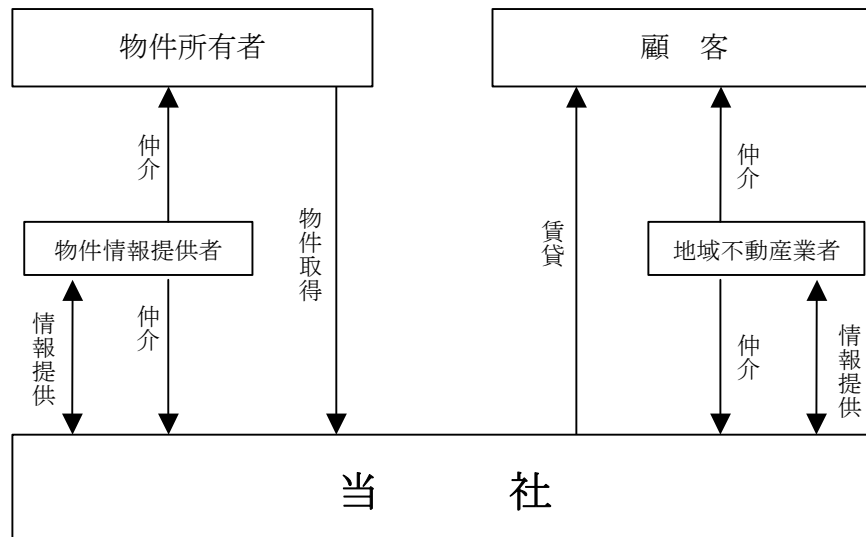 物件所有者
顧　客
仲介
物件取得
賃貸
仲介
物件情報提供者
地域不動産業者
情報提供
仲介
仲介
情報提供
当　社